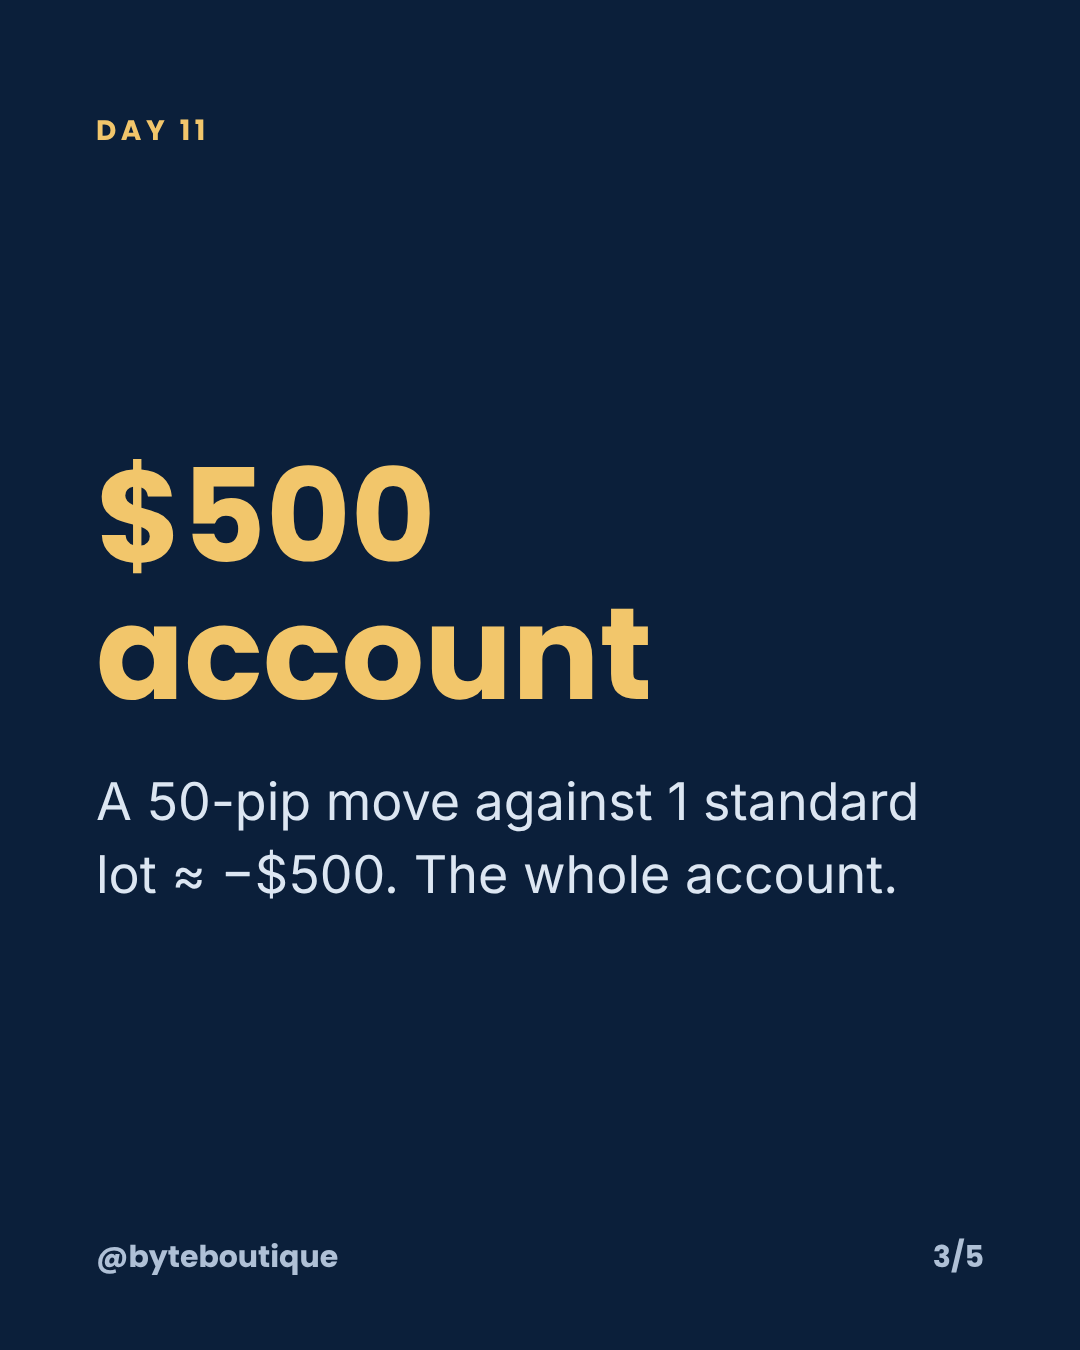 DAY 11
$500
account
A 50-pip move against 1 standard
lot ≈ −$500. The whole account.
@byteboutique
3/5